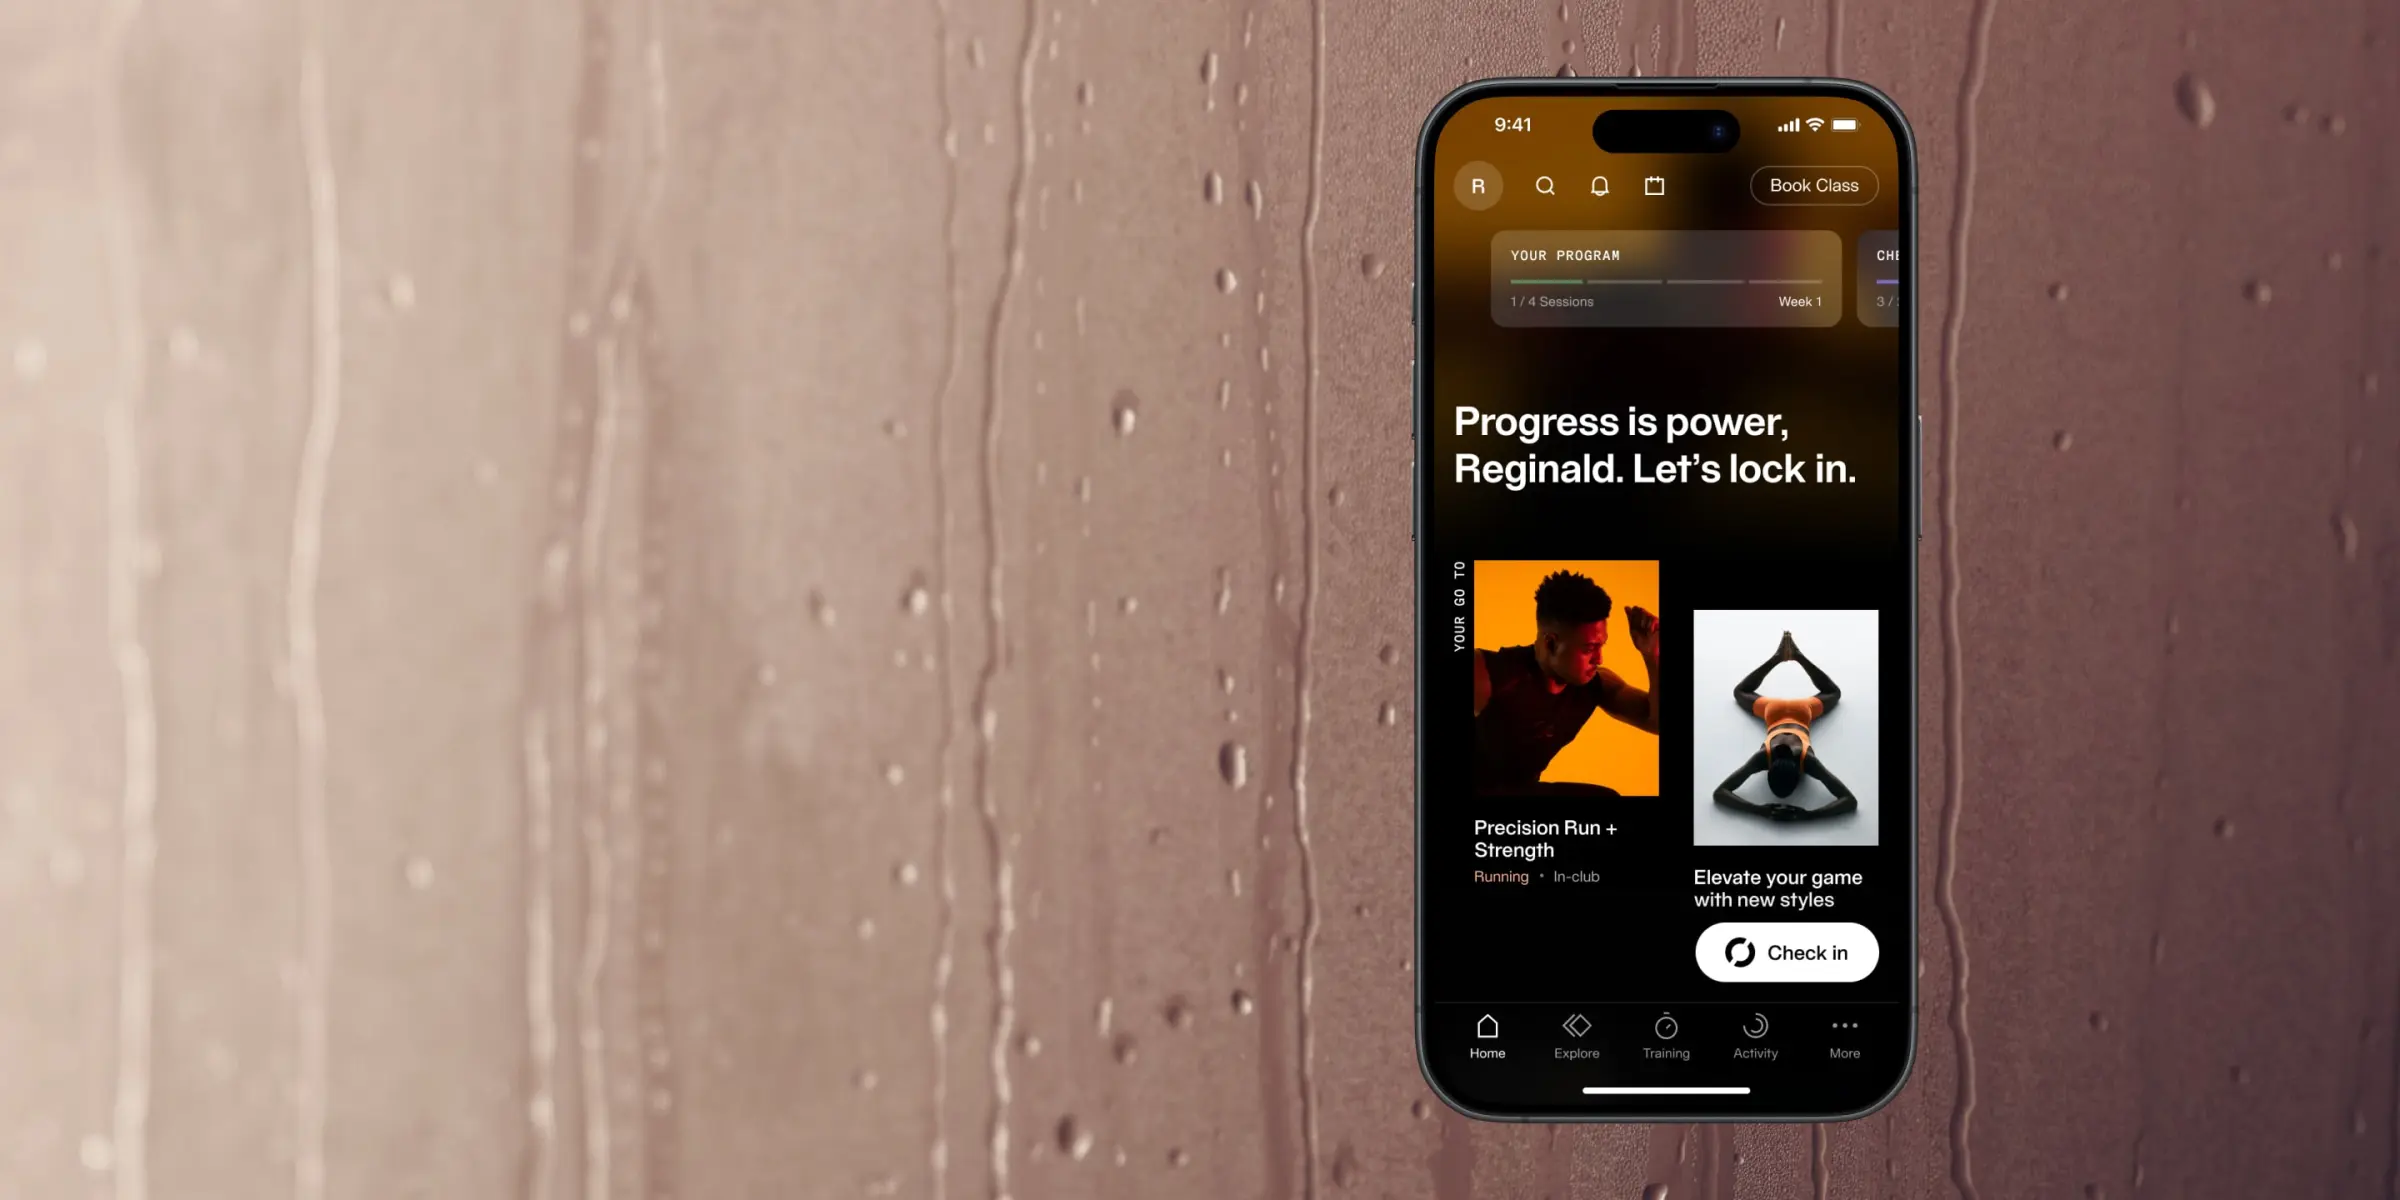 9:41
R
Book Class
YOUR PROGRAM
1 / 4 Sessions
Week 1
CHE
3 /
Progress is power,
Reginald. Let's lock in.
YOUR GO TO
Precision Run +
Strength
Running • In-club
Elevate your game
with new styles
Check in
Home
Explore
Training
Activity
More